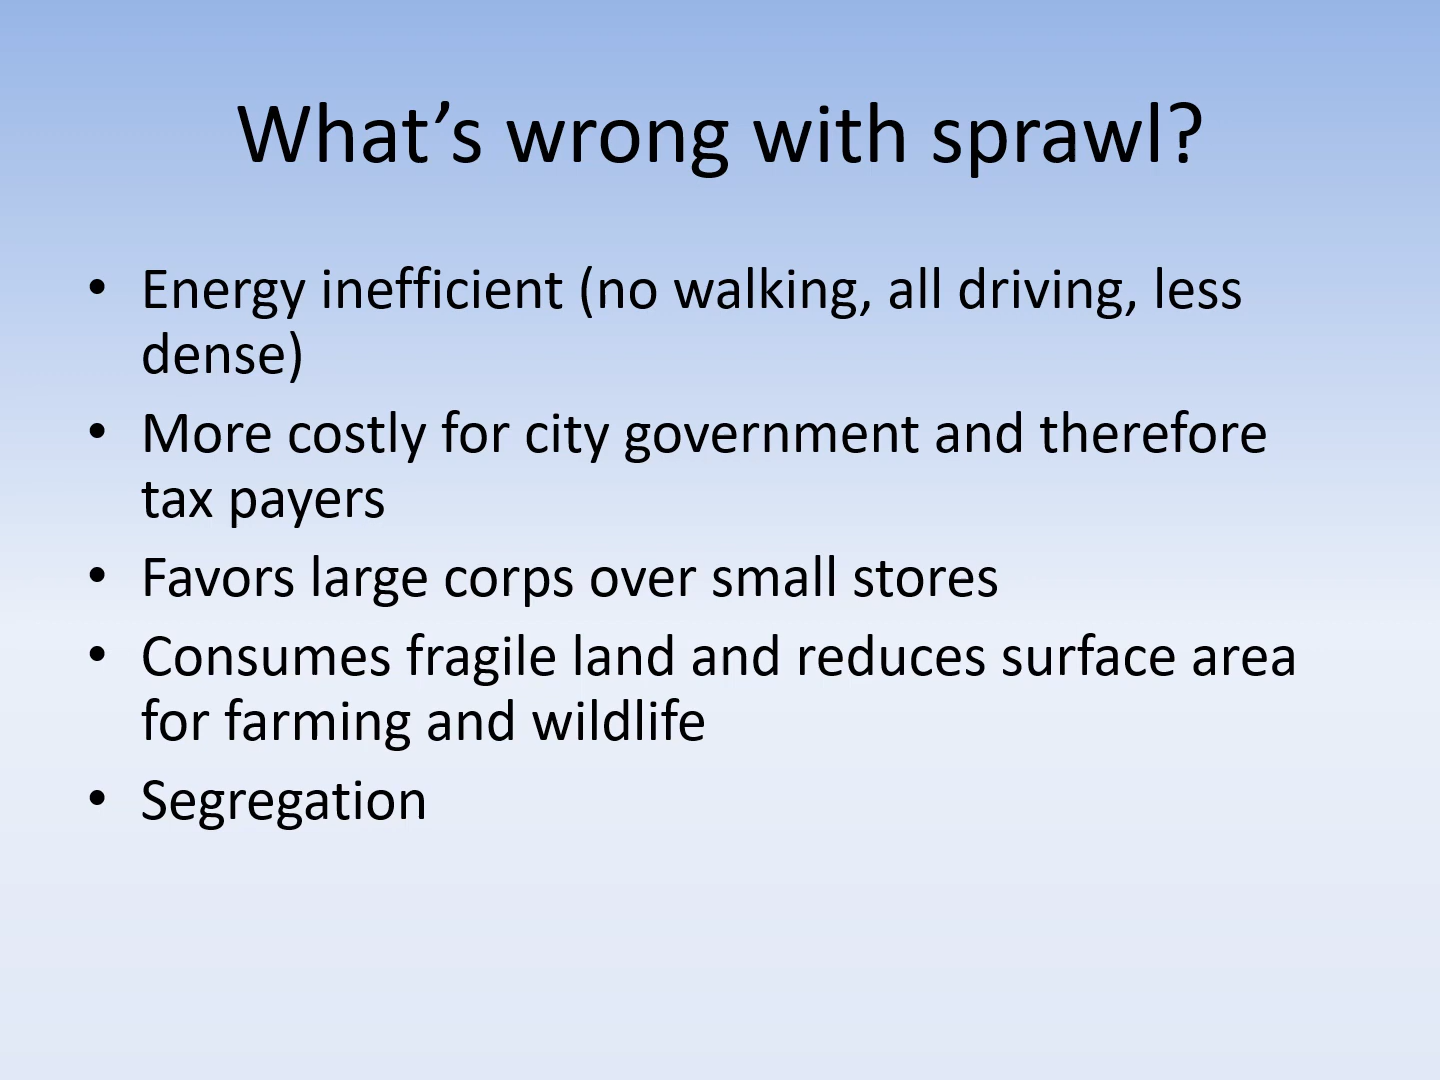 What’s wrong with sprawl?
• Energy inefficient (no walking, all driving, less
dense)
• More costly for city government and therefore
tax payers
• Favors large corps over small stores
• Consumes fragile land and reduces surface area
for farming and wildlife
• Segregation